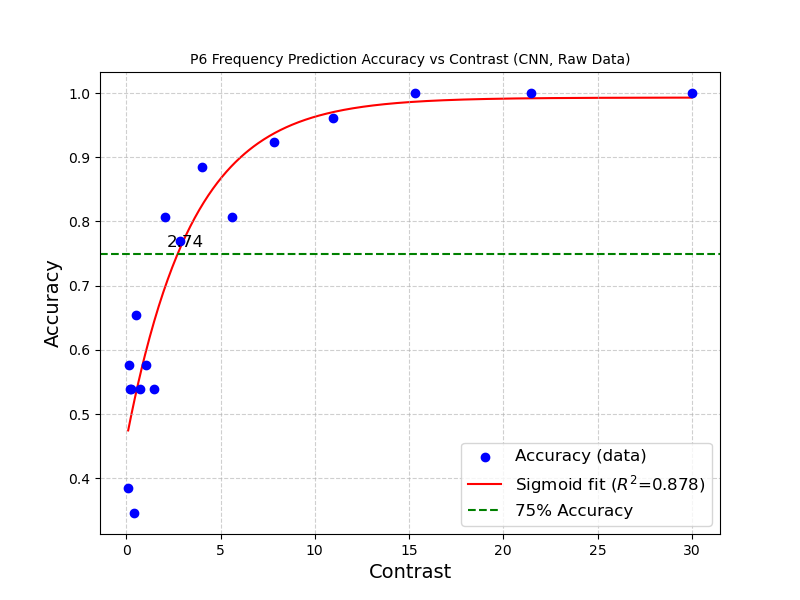 P6 Frequency Prediction Accuracy vs Contrast (CNN, Raw Data)
1.0
0.9
0.8
2.74
0.7
0.6
0.5
0.4
Accuracy
Accuracy (data)
Sigmoid fit (R²=0.878)
75% Accuracy
0 5 10 15 20 25 30
Contrast